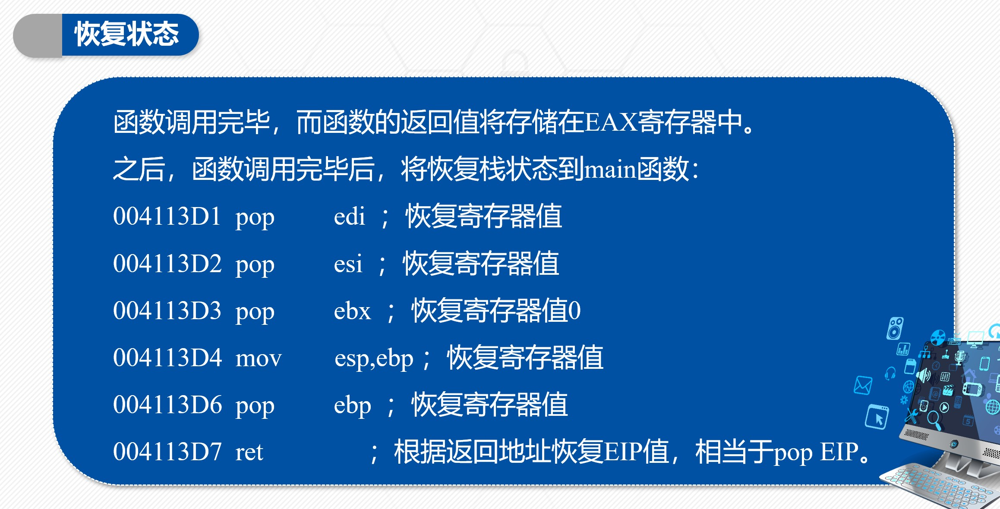 恢复状态
函数调用完毕，而函数的返回值将存储在EAX寄存器中。
之后，函数调用完毕后，将恢复栈状态到main函数：
004113D1 pop edi ；恢复寄存器值
004113D2 pop esi ；恢复寄存器值
004113D3 pop ebx ；恢复寄存器值0
004113D4 mov esp,ebp ；恢复寄存器值
004113D6 pop ebp ；恢复寄存器值
004113D7 ret ；根据返回地址恢复EIP值，相当于pop EIP。